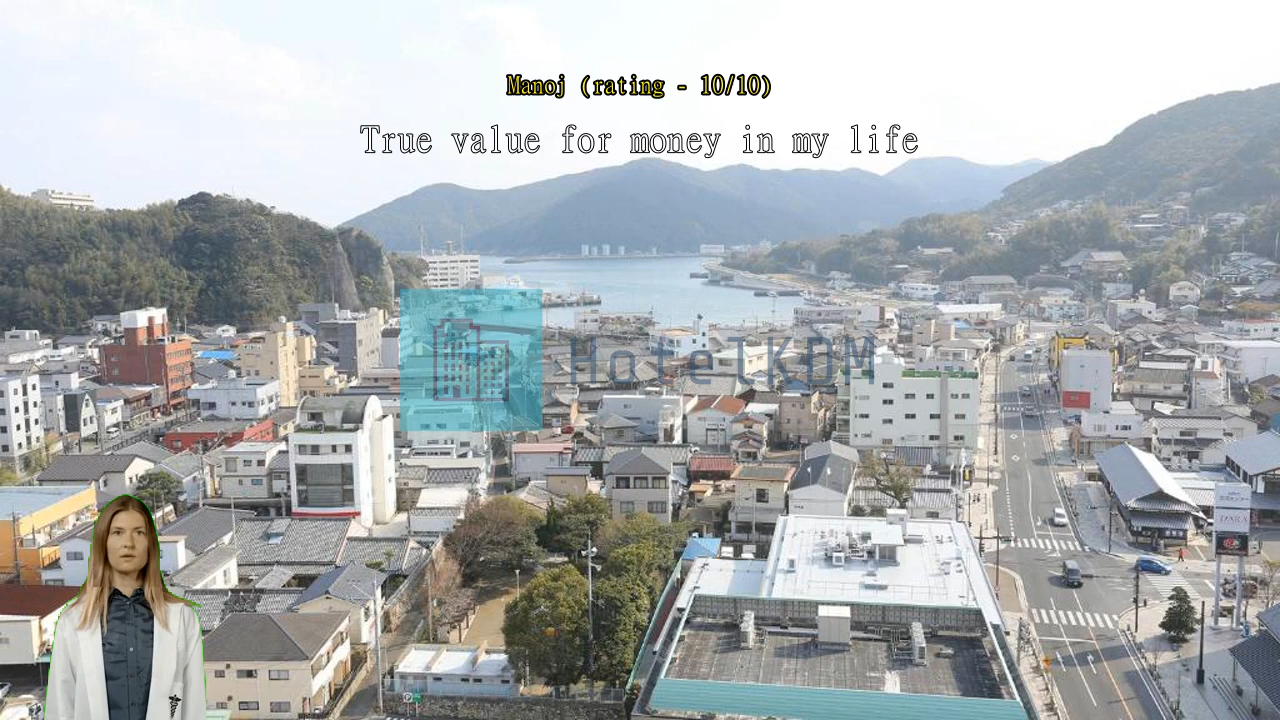 Manoj (rating - 10/10)
True value for money in my life
HotelKDM